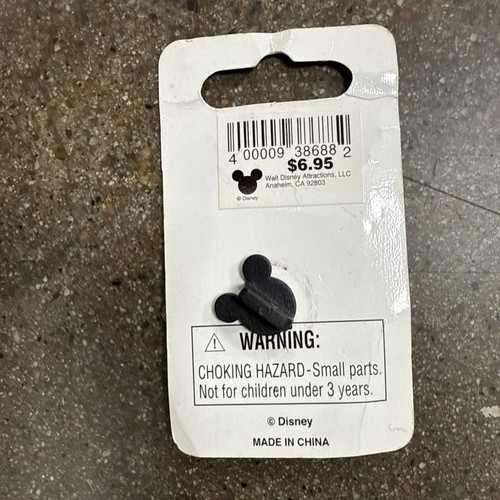 4 00009 38688 2
$6.95
Walt Disney Attractions, LLC
Anaheim, CA 92803
© Disney
WARNING:
CHOKING HAZARD-Small parts.
Not for children under 3 years.
© Disney
MADE IN CHINA